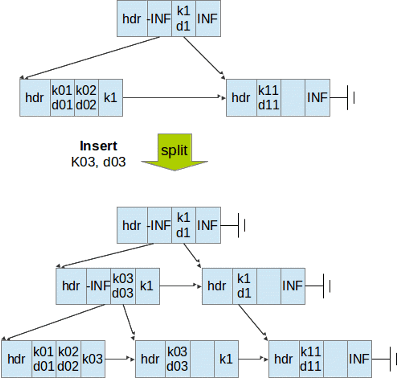 hdr -INF k1 d1 INF
hdr k01 d01 k02 d02 k1
hdr k11 d11 INF
Insert
K03, d03
split
hdr -INF k1 d1 INF
hdr -INF k03 d03 k1
hdr k1 d1 INF
hdr k01 d01 k02 d02 k03
hdr k03 d03 k1
hdr k11 d11 INF